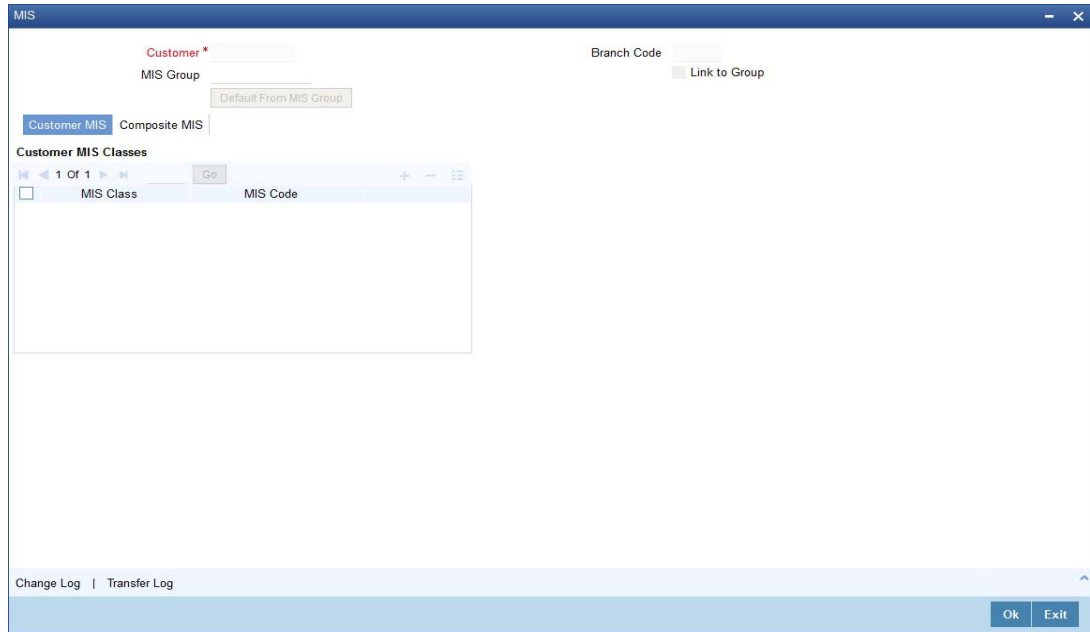 MIS
Customer *
Branch Code
MIS Group
Link to Group
Default From MIS Group
Customer MIS Composite MIS
Customer MIS Classes
1 Of 1 Go
MIS Class MIS Code
Change Log | Transfer Log
Ok Exit